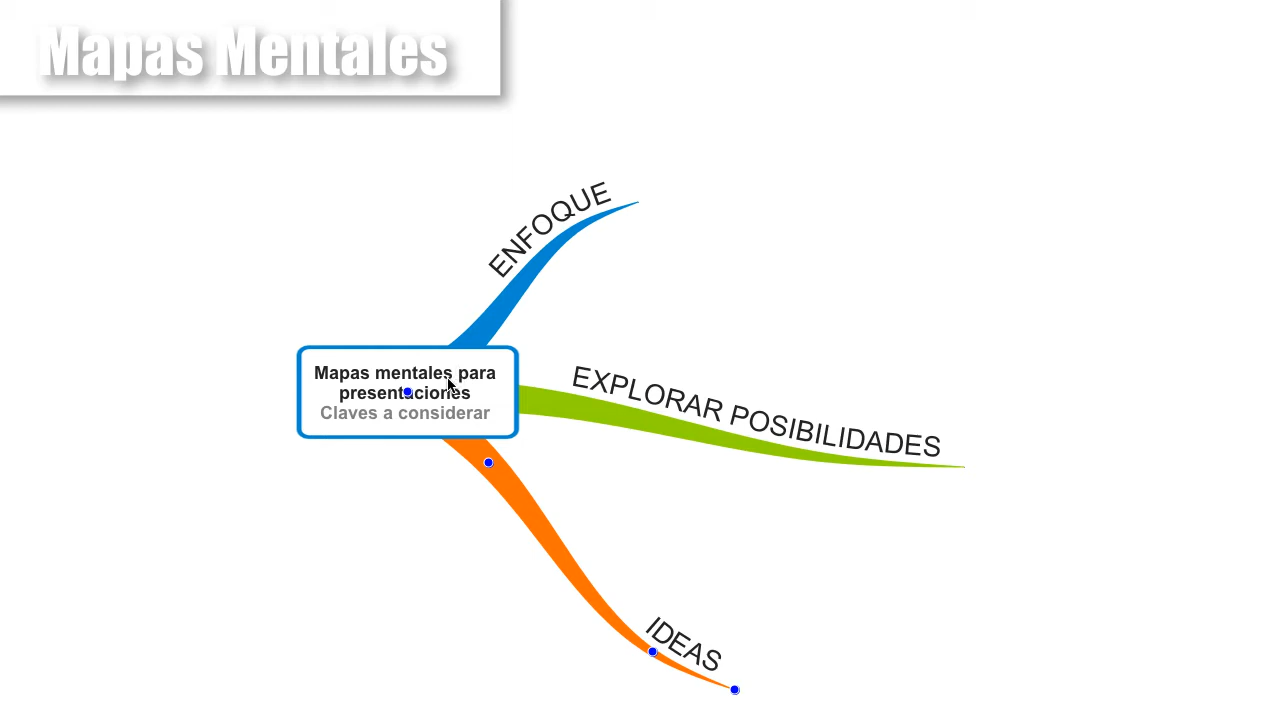 Mapas Mentales
ENFOQUE
Mapas mentales para
presentaciones
Claves a considerar
EXPLORAR POSIBILIDADES
IDEAS